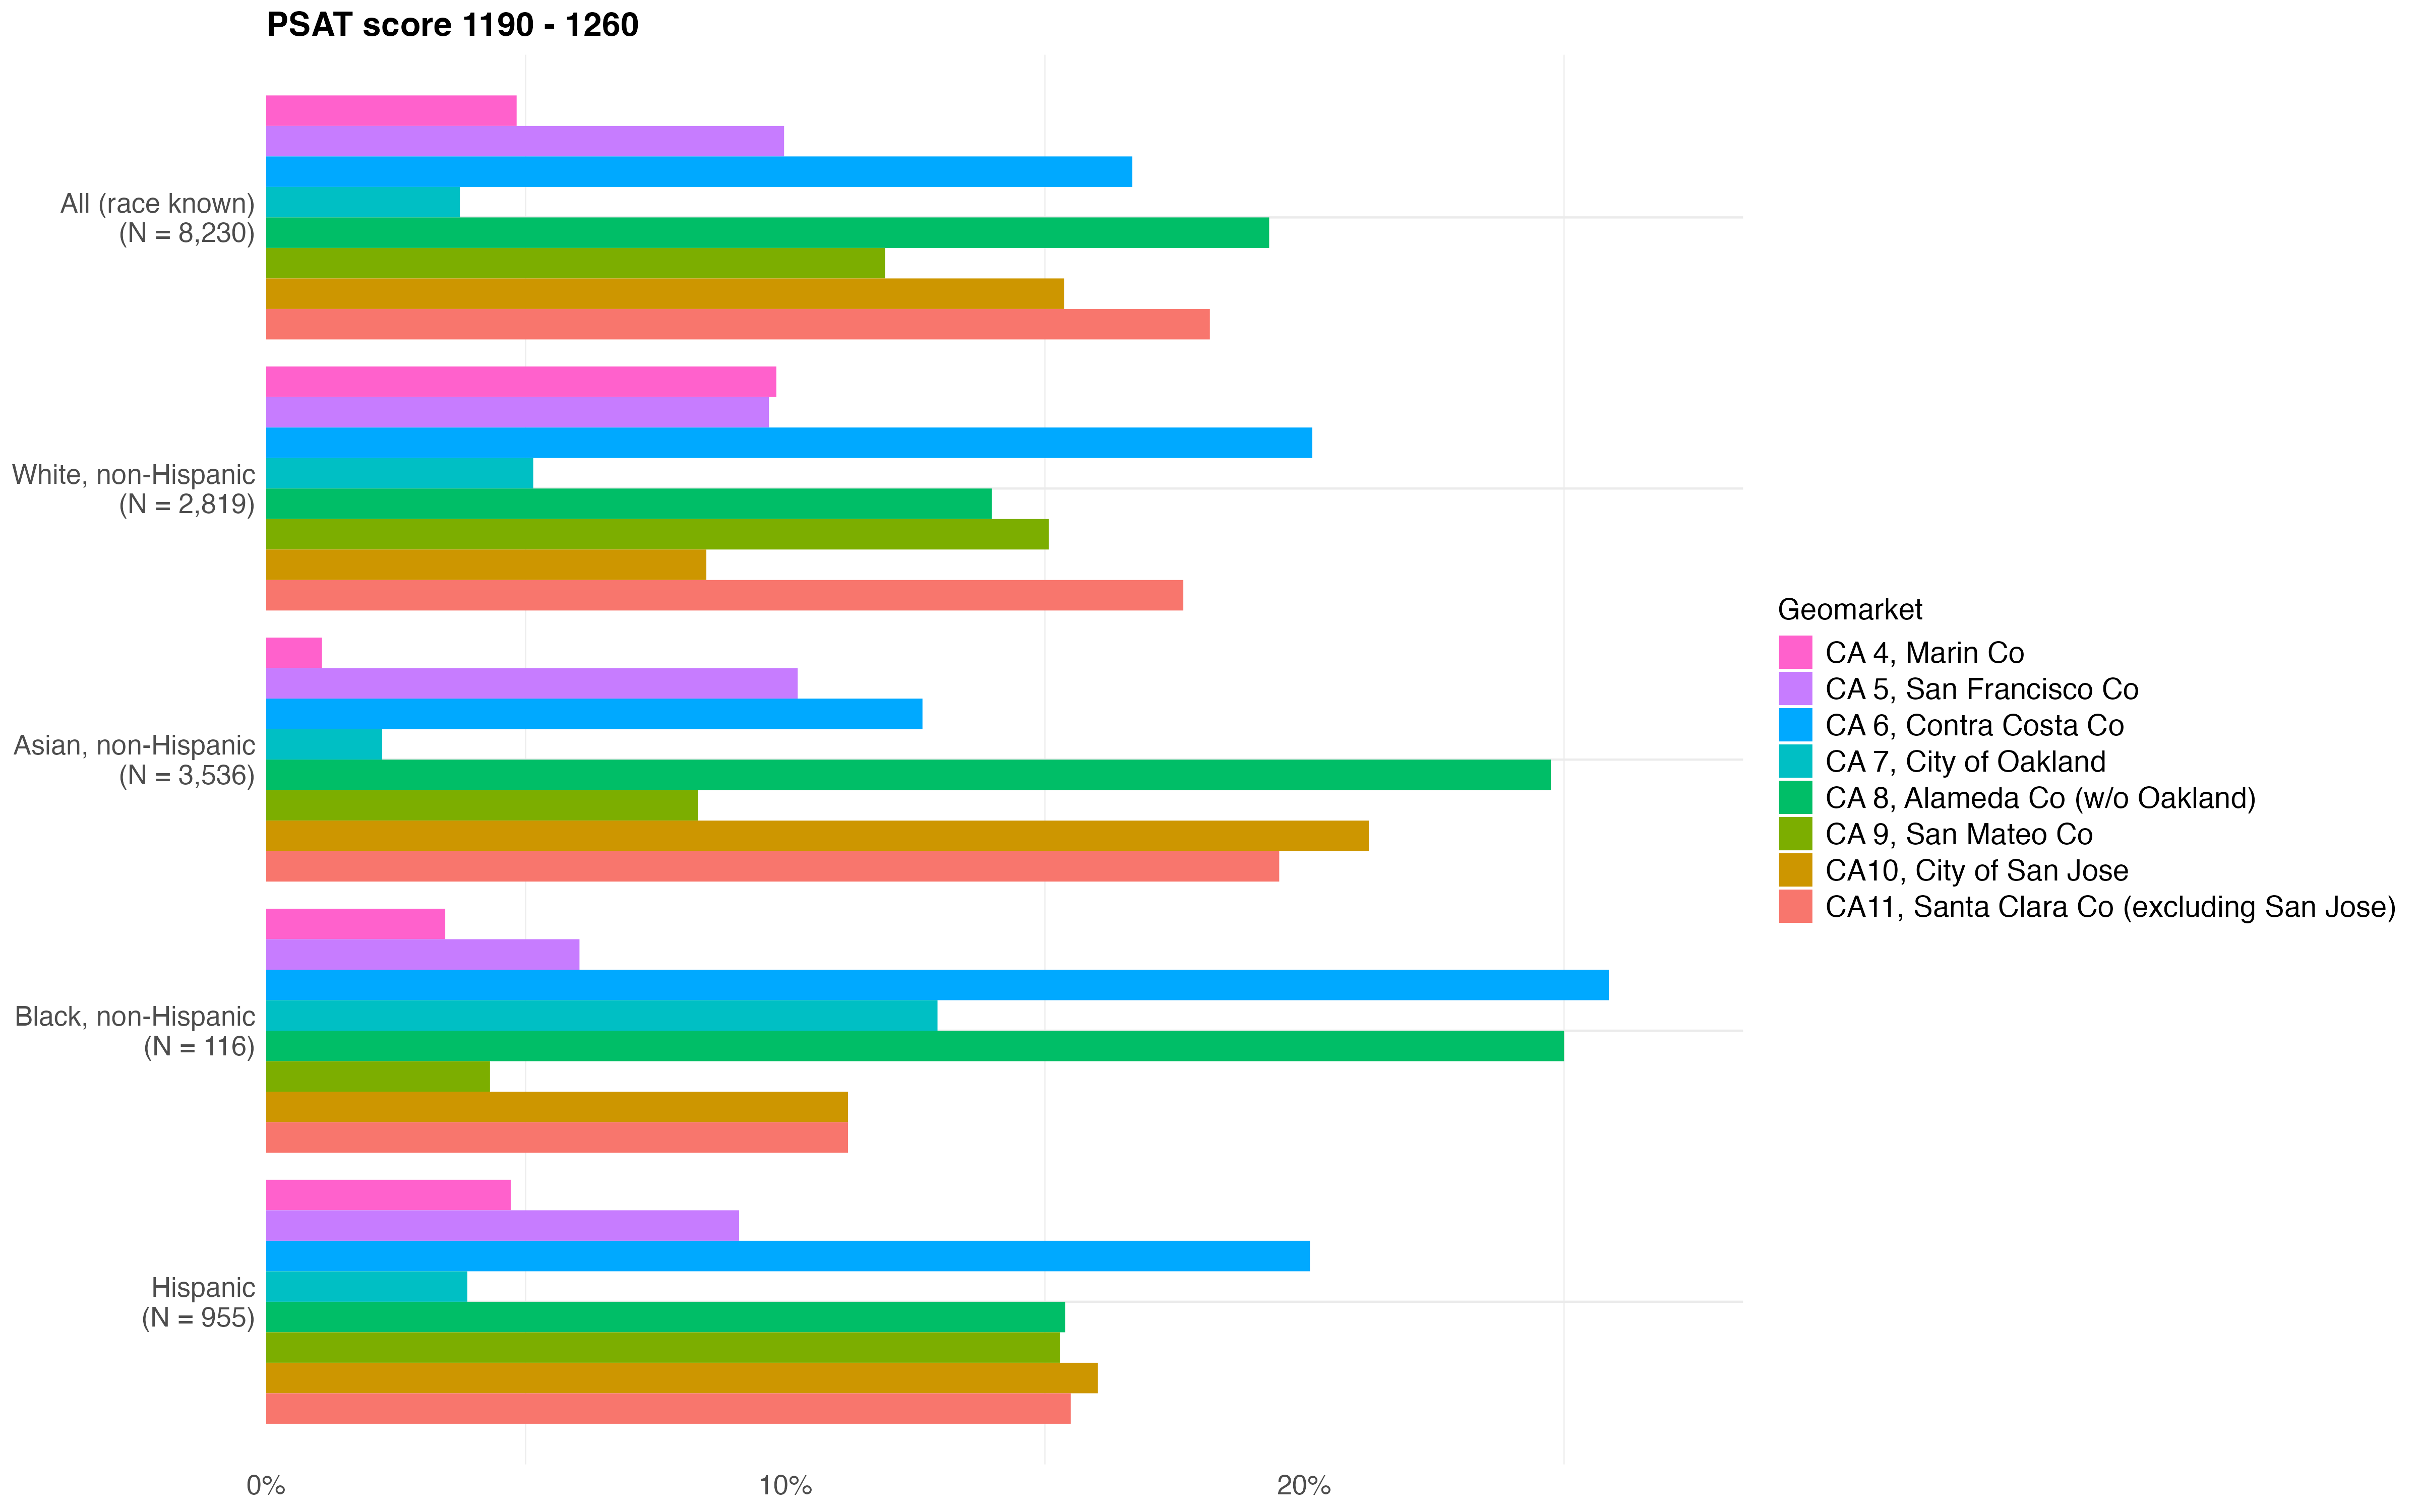 PSAT score 1190 - 1260
All (race known)
(N = 8,230)
White, non-Hispanic
(N = 2,819)
Asian, non-Hispanic
(N = 3,536)
Black, non-Hispanic
(N = 116)
Hispanic
(N = 955)
0%
10%
20%
Geomarket
CA 4, Marin Co
CA 5, San Francisco Co
CA 6, Contra Costa Co
CA 7, City of Oakland
CA 8, Alameda Co (w/o Oakland)
CA 9, San Mateo Co
CA10, City of San Jose
CA11, Santa Clara Co (excluding San Jose)